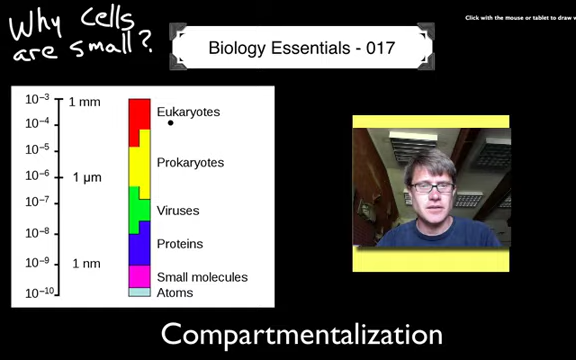 Why cells
are small?
Click with the mouse or tablet to draw w
Biology Essentials - 017
10⁻³
1 mm
Eukaryotes
10⁻⁴
10⁻⁵
Prokaryotes
10⁻⁶
1 µm
10⁻⁷
Viruses
10⁻⁸
Proteins
10⁻⁹
1 nm
Small molecules
10⁻¹⁰
Atoms
Compartmentalization